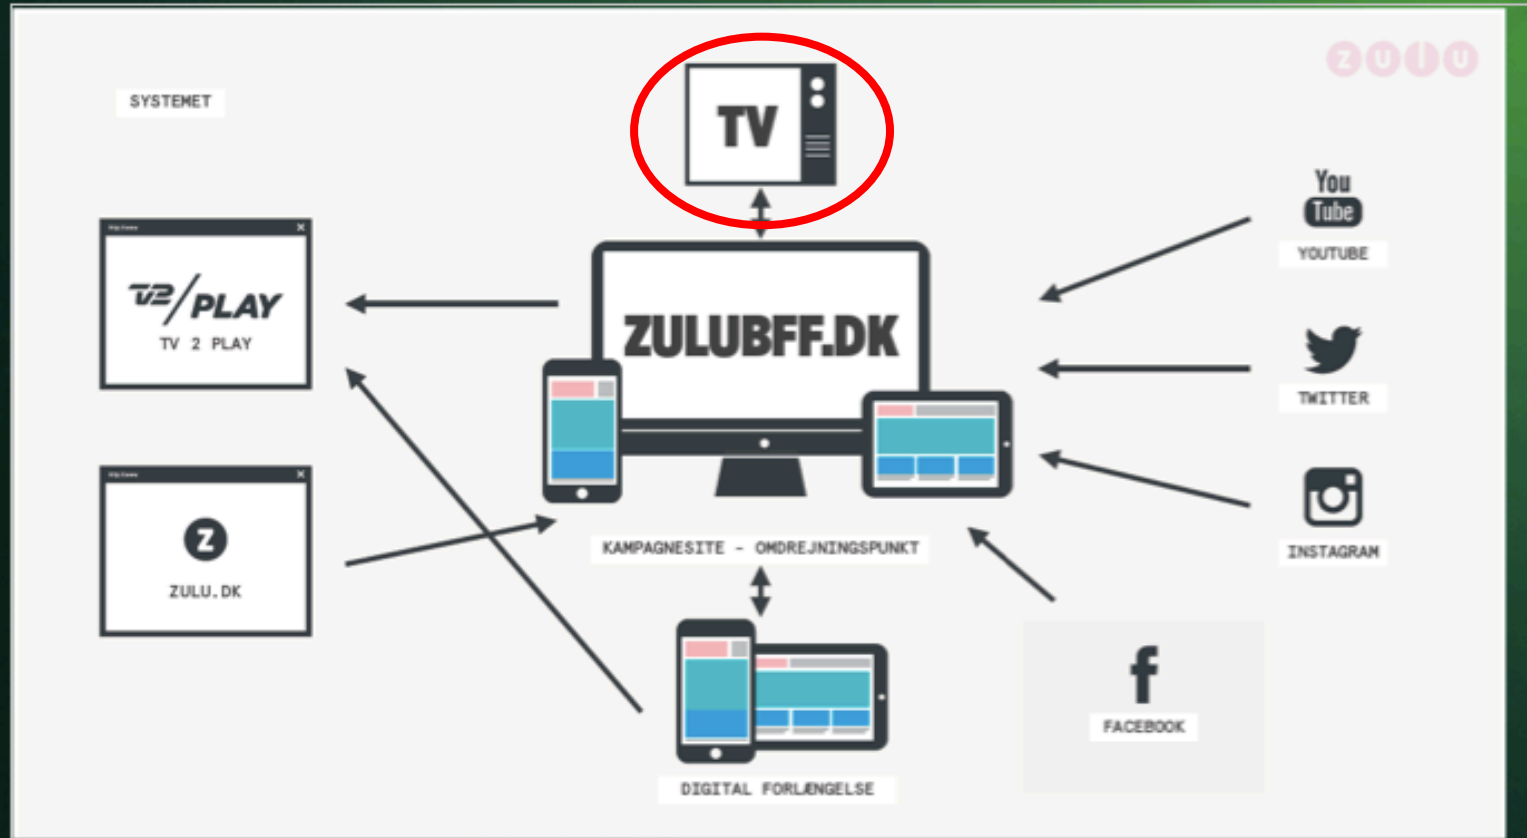 SYSTEMET
zulu
TV
You
Tube
YOUTUBE
TV2/PLAY
TV 2 PLAY
ZULUBFF.DK
TWITTER
Z
ZULU.DK
KAMPAGNESITE - OMDREJNINGSPUNKT
INSTAGRAM
f
FACEBOOK
DIGITAL FORLÆNGELSE